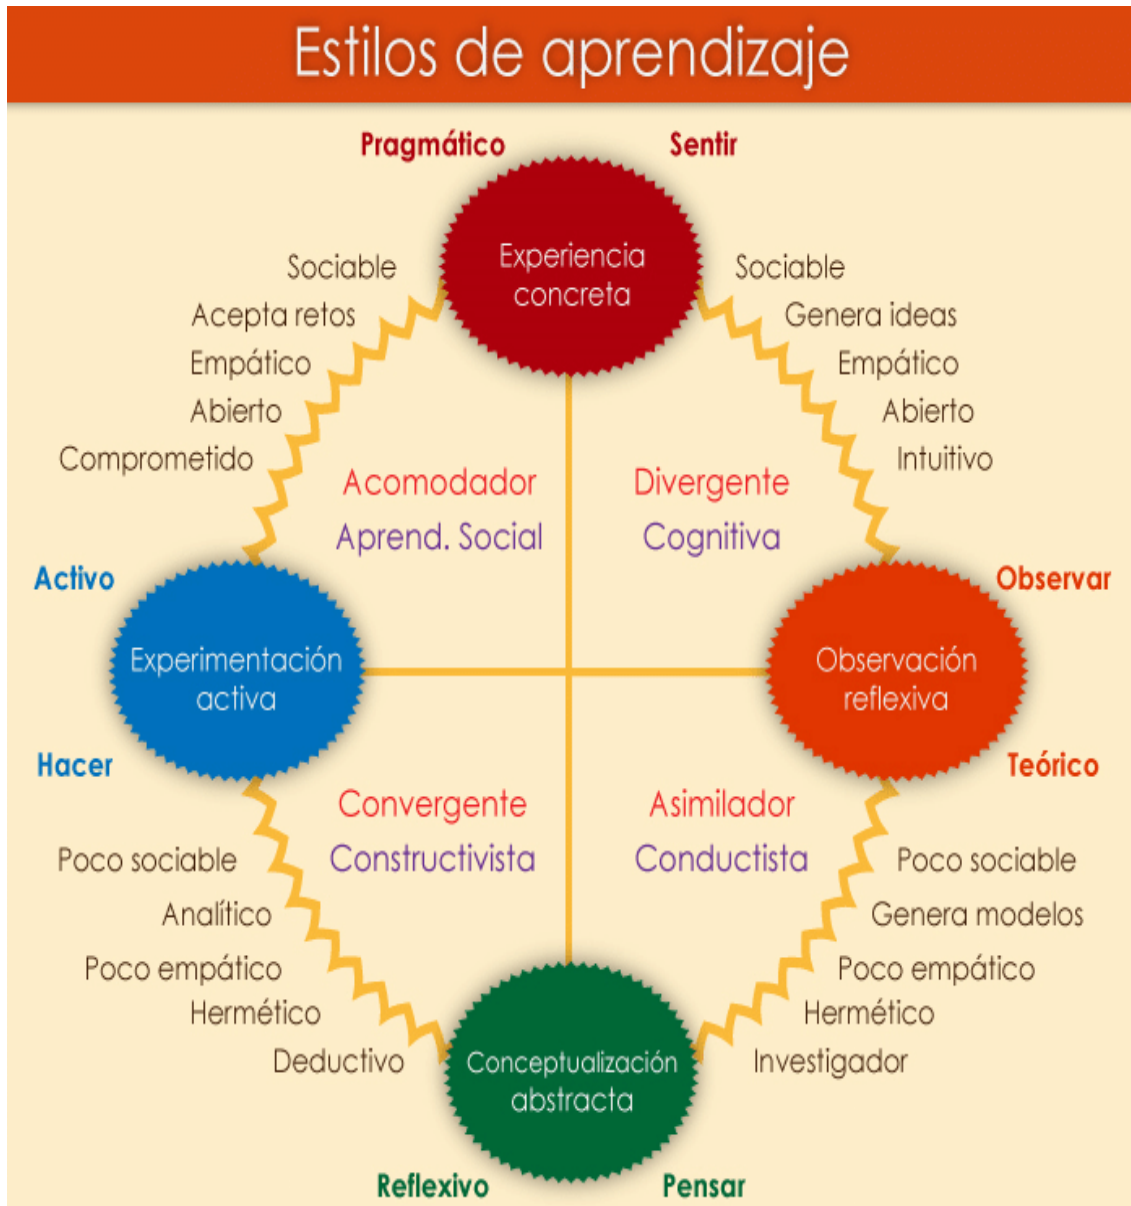 Estilos de aprendizaje
Pragmático
Sentir
Experiencia
concreta
Sociable
Acepta retos
Empático
Abierto
Comprometido
Sociable
Genera ideas
Empático
Abierto
Intuitivo
Acomodador
Aprend. Social
Divergente
Cognitiva
Activo
Experimentación
activa
Hacer
Observar
Observación
reflexiva
Teórico
Convergente
Constructivista
Asimilador
Conductista
Poco sociable
Analítico
Poco empático
Hermético
Deductivo
Poco sociable
Genera modelos
Poco empático
Hermético
Investigador
Conceptualización
abstracta
Reflexivo
Pensar